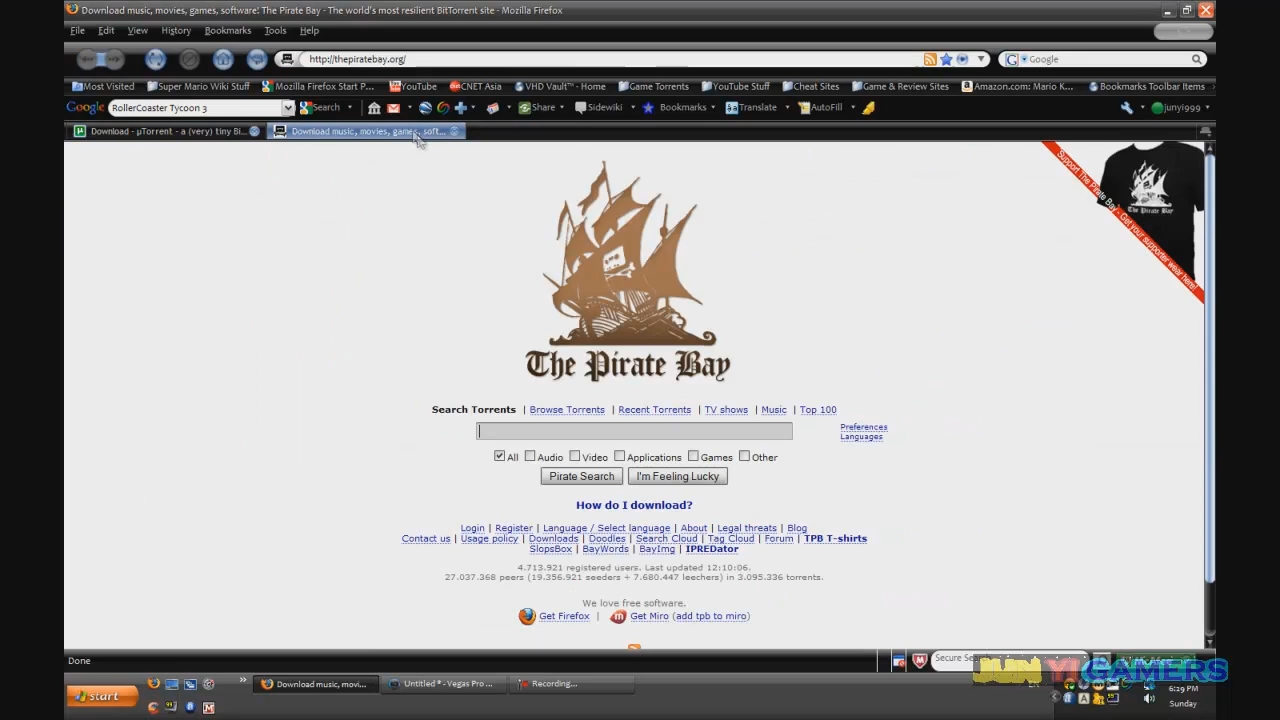 Download music, movies, games, software! The Pirate Bay - The world's most resilient BitTorrent site - Mozilla Firefox
File Edit View History Bookmarks Tools Help
http://thepiratebay.org/ Google
Most Visited Super Mario Wiki Stuff Mozilla Firefox Start P... YouTube CNET Asia VHD Vault™ - Home Game Torrents YouTube Stuff Cheat Sites Game & Review Sites Amazon.com: Mario K... Bookmarks Toolbar Items
Google RollerCoaster Tycoon 3 Search Share Sidewiki Bookmarks Translate AutoFill junyi999
Download - µTorrent - a (very) tiny Bi... Download music, movies, games, soft...
Support The Pirate Bay - Get your supporter wear here!
The Pirate Bay
The Pirate Bay
Search Torrents | Browse Torrents | Recent Torrents | TV shows | Music | Top 100
Preferences
Languages
All Audio Video Applications Games Other
Pirate Search I'm Feeling Lucky
How do I download?
Login | Register | Language / Select language | About | Legal threats | Blog
Contact us | Usage policy | Downloads | Doodles | Search Cloud | Tag Cloud | Forum | TPB T-shirts
SlopsBox | BayWords | BayImg | IPREDator
4.713.921 registered users. Last updated 12:10:06.
27.037.368 peers (19.356.921 seeders + 7.680.447 leechers) in 3.095.336 torrents.
We love free software.
Get Firefox | Get Miro (add tpb to miro)
Done Secure Search
JUNYIGAMERS
start Download music, movi... Untitled * - Vegas Pro ... Recording... 6:29 PM
Sunday